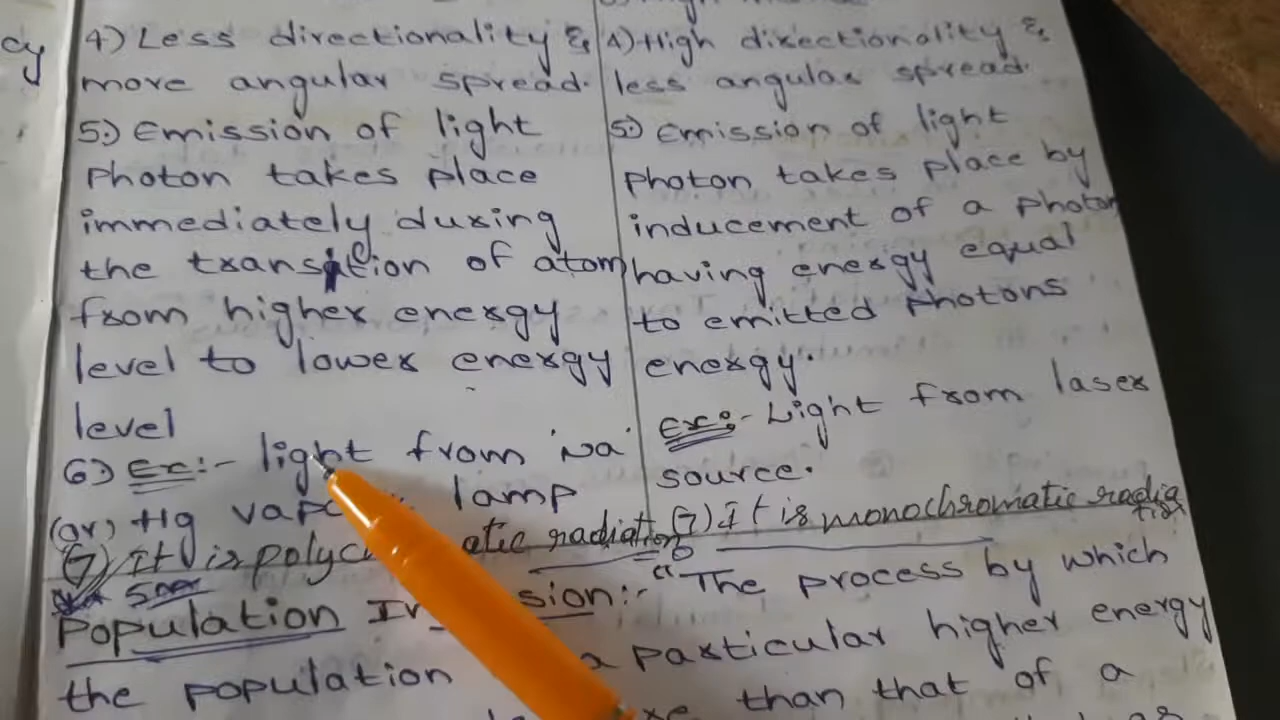 cy
4) Less directionality &
more angular spread.
5) Emission of light
Photon takes place
immediately during
the transition of atom
from higher energy
level to lower energy
level
6) Ex:- light from 'Na'
(or) Hg lamp
(7) It is radiation
4) High directionality &
less angular spread.
5) Emission of light
Photon takes place by
inducement of a photon
having energy equal
to emitted Photons
energy.
Ex:- Light from laser
source.
(7) It is monochromatic
Population :- "The process by which
the population a particular higher energy
than that of a